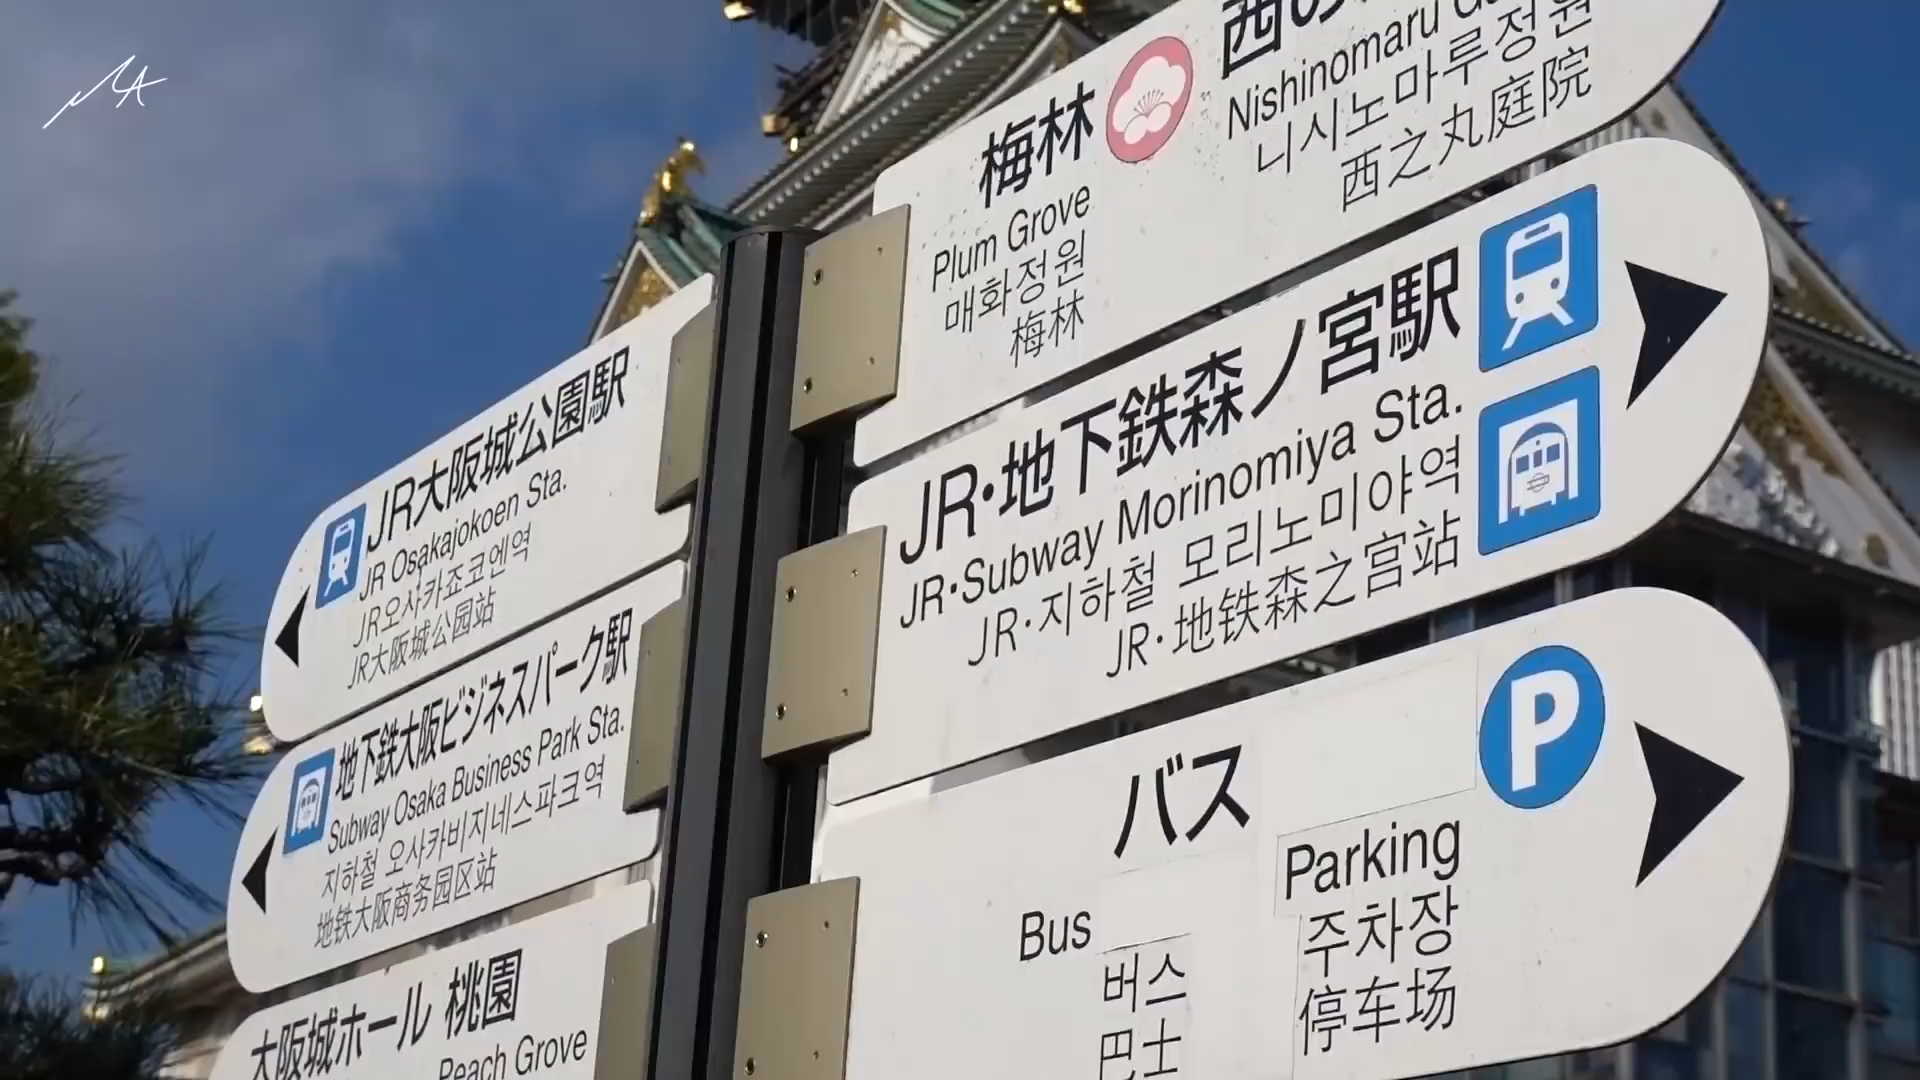 JR大阪城公園駅
JR Osakajokoen Sta.
JR오사카죠코엔역
JR大阪城公园站
地下鉄大阪ビジネスパーク駅
Subway Osaka Business Park Sta.
지하철 오사카비지네스파크역
地铁大阪商务园区站
大阪城ホール 桃園
Peach Grove
梅林
Plum Grove
매화정원
梅林
西の
Nishinomaru
니시노마루정원
西之丸庭院
JR・地下鉄森ノ宮駅
JR・Subway Morinomiya Sta.
JR・지하철 모리노미야역
JR・地铁森之宫站
バス
Bus
버스
巴士
P
Parking
주차장
停车场